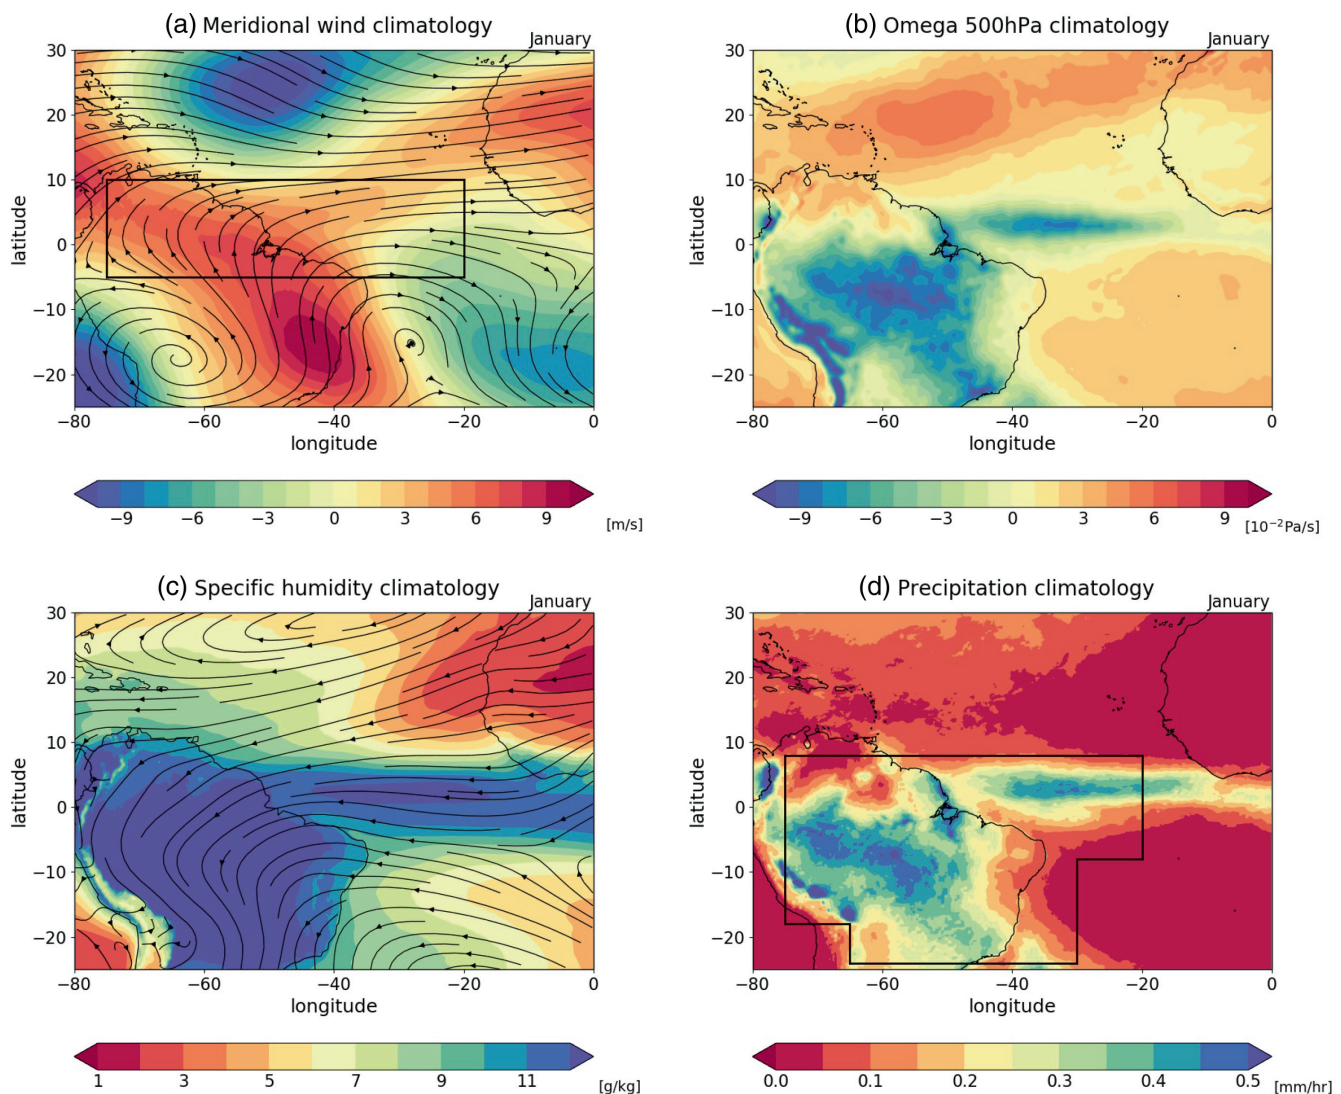 (a) Meridional wind climatology
January
30
20
10
0
−10
−20
latitude
−80 −60 −40 −20 0
longitude
−9 −6 −3 0 3 6 9
[m/s]
(b) Omega 500hPa climatology
January
30
20
10
0
−10
−20
latitude
−80 −60 −40 −20 0
longitude
−9 −6 −3 0 3 6 9
[10⁻²Pa/s]
(c) Specific humidity climatology
January
30
20
10
0
−10
−20
latitude
−80 −60 −40 −20 0
longitude
1 3 5 7 9 11
[g/kg]
(d) Precipitation climatology
January
30
20
10
0
−10
−20
latitude
−80 −60 −40 −20 0
longitude
0.0 0.1 0.2 0.3 0.4 0.5
[mm/hr]